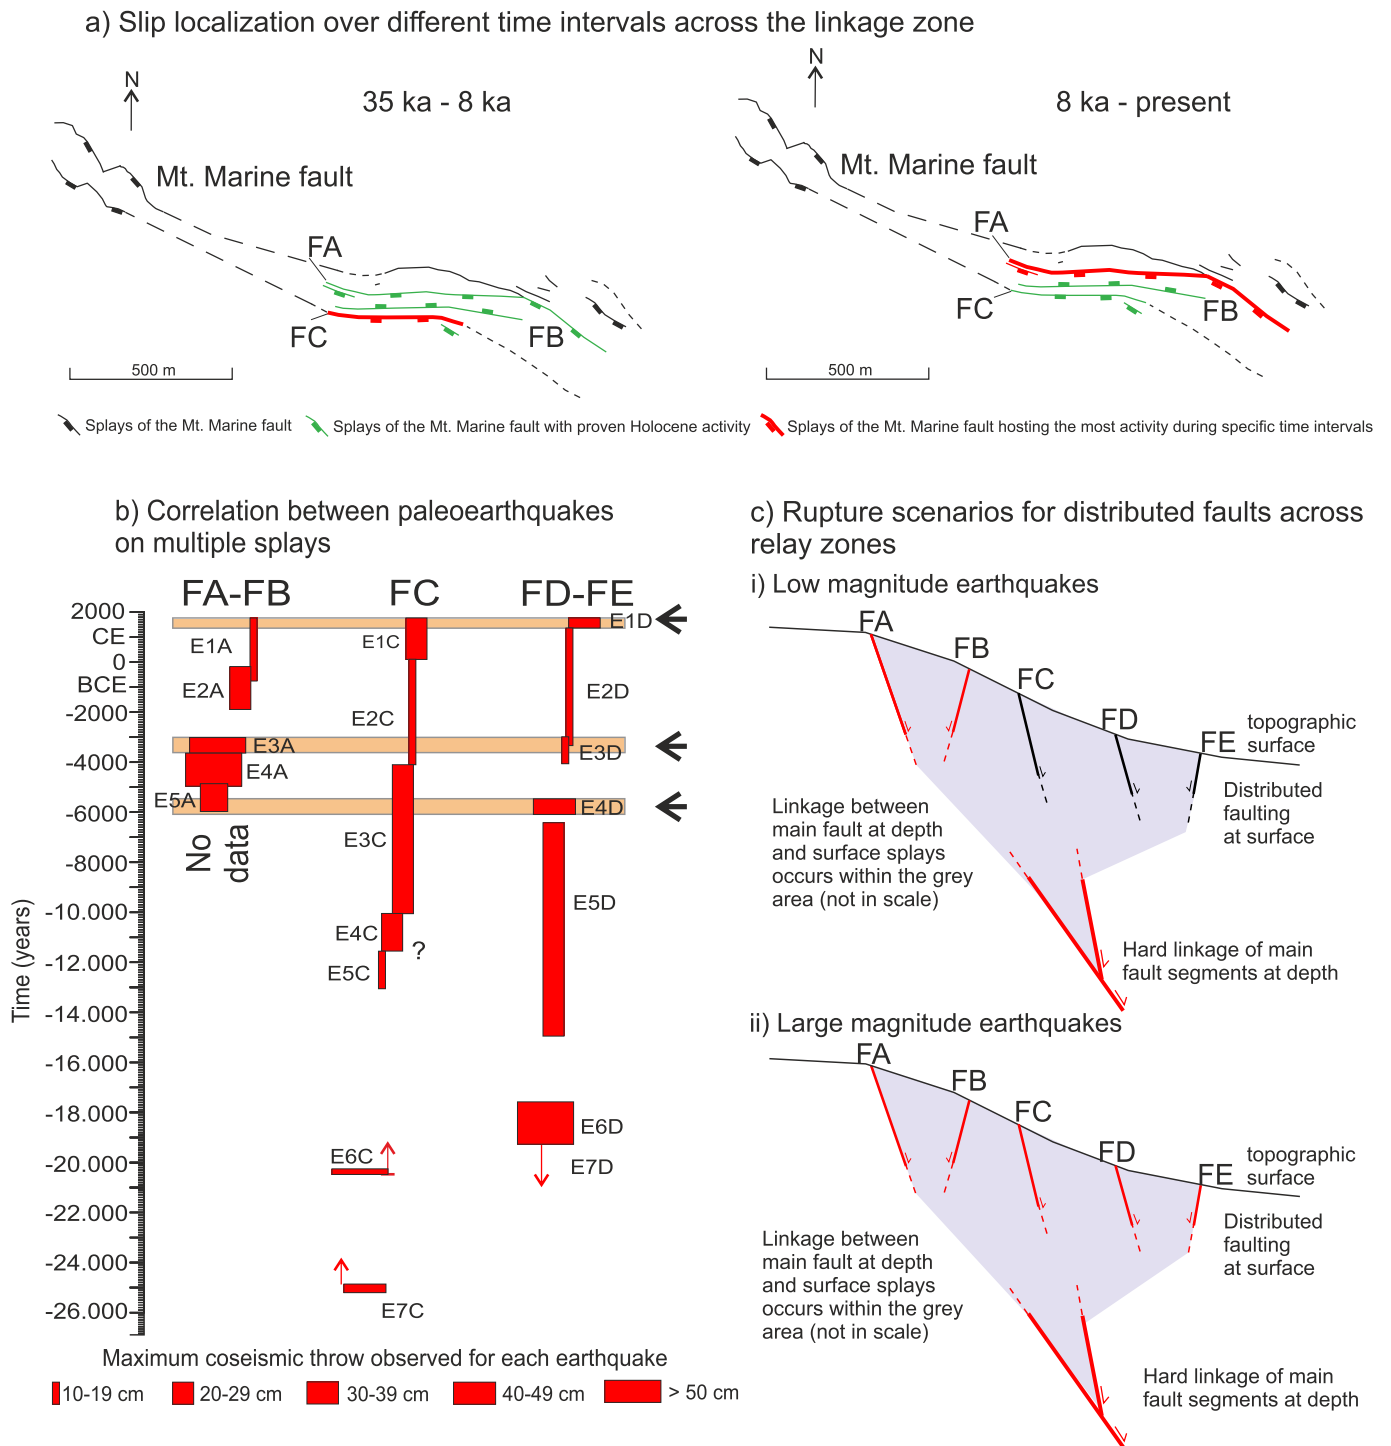 a) Slip localization over different time intervals across the linkage zone
N
35 ka - 8 ka
Mt. Marine fault
FA
FC
FB
500 m
N
8 ka - present
Mt. Marine fault
FA
FC
FB
500 m
Splays of the Mt. Marine fault
Splays of the Mt. Marine fault with proven Holocene activity
Splays of the Mt. Marine fault hosting the most activity during specific time intervals
b) Correlation between paleoearthquakes
on multiple splays
FA-FB
FC
FD-FE
Time (years)
2000
CE
0
BCE
-2000
-4000
-6000
-8000
-10.000
-12.000
-14.000
-16.000
-18.000
-20.000
-22.000
-24.000
-26.000
E1A
E2A
E3A
E4A
E5A
No
data
E1C
E2C
E3C
E4C
?
E5C
E6C
E7C
E1D
E2D
E3D
E4D
E5D
E6D
E7D
Maximum coseismic throw observed for each earthquake
10-19 cm
20-29 cm
30-39 cm
40-49 cm
> 50 cm
c) Rupture scenarios for distributed faults across
relay zones
i) Low magnitude earthquakes
FA
FB
FC
FD
FE
topographic
surface
Distributed
faulting
at surface
Linkage between
main fault at depth
and surface splays
occurs within the grey
area (not in scale)
Hard linkage of main
fault segments at depth
ii) Large magnitude earthquakes
FA
FB
FC
FD
FE
topographic
surface
Distributed
faulting
at surface
Linkage between
main fault at depth
and surface splays
occurs within the grey
area (not in scale)
Hard linkage of main
fault segments at depth